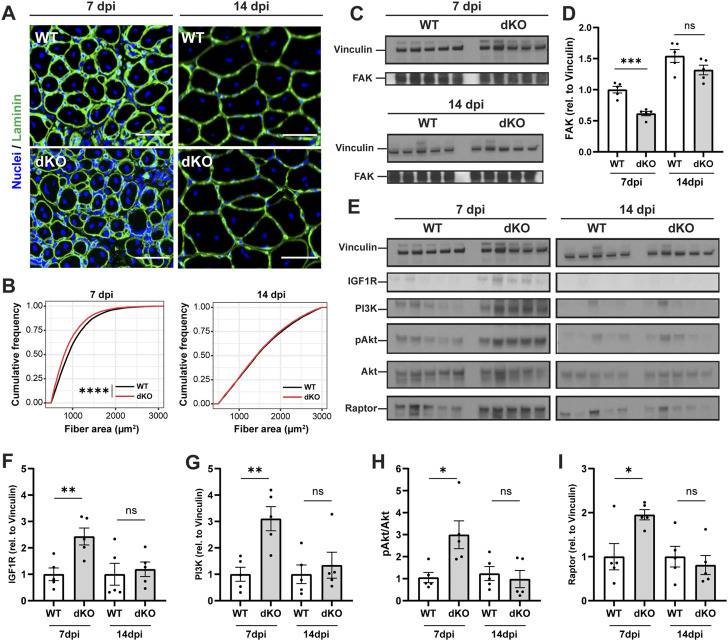 A
7 dpi
14 dpi
WT
WT
dKO
dKO
Nuclei / Laminin
B
7 dpi
14 dpi
Cumulative frequency
1.00
0.75
0.50
0.25
0.00
1000 2000 3000
Fiber area (µm²)
****
WT
dKO
Cumulative frequency
1.00
0.75
0.50
0.25
0.00
1000 2000 3000
Fiber area (µm²)
WT
dKO
C
7 dpi
WT dKO
Vinculin
FAK
14 dpi
WT dKO
Vinculin
FAK
D
FAK (rel. to Vinculin)
2.0
1.5
1.0
0.5
0.0
***
ns
WT dKO WT dKO
7dpi 14dpi
E
7 dpi 14 dpi
WT dKO WT dKO
Vinculin
IGF1R
PI3K
pAkt
Akt
Raptor
F
IGF1R (rel. to Vinculin)
5
4
3
2
1
0
**
ns
WT dKO WT dKO
7dpi 14dpi
G
PI3K (rel. to Vinculin)
5
4
3
2
1
0
**
ns
WT dKO WT dKO
7dpi 14dpi
H
pAkt/Akt
6
5
4
3
2
1
0
*
ns
WT dKO WT dKO
7dpi 14dpi
I
Raptor (rel. to Vinculin)
3
2
1
0
*
ns
WT dKO WT dKO
7dpi 14dpi